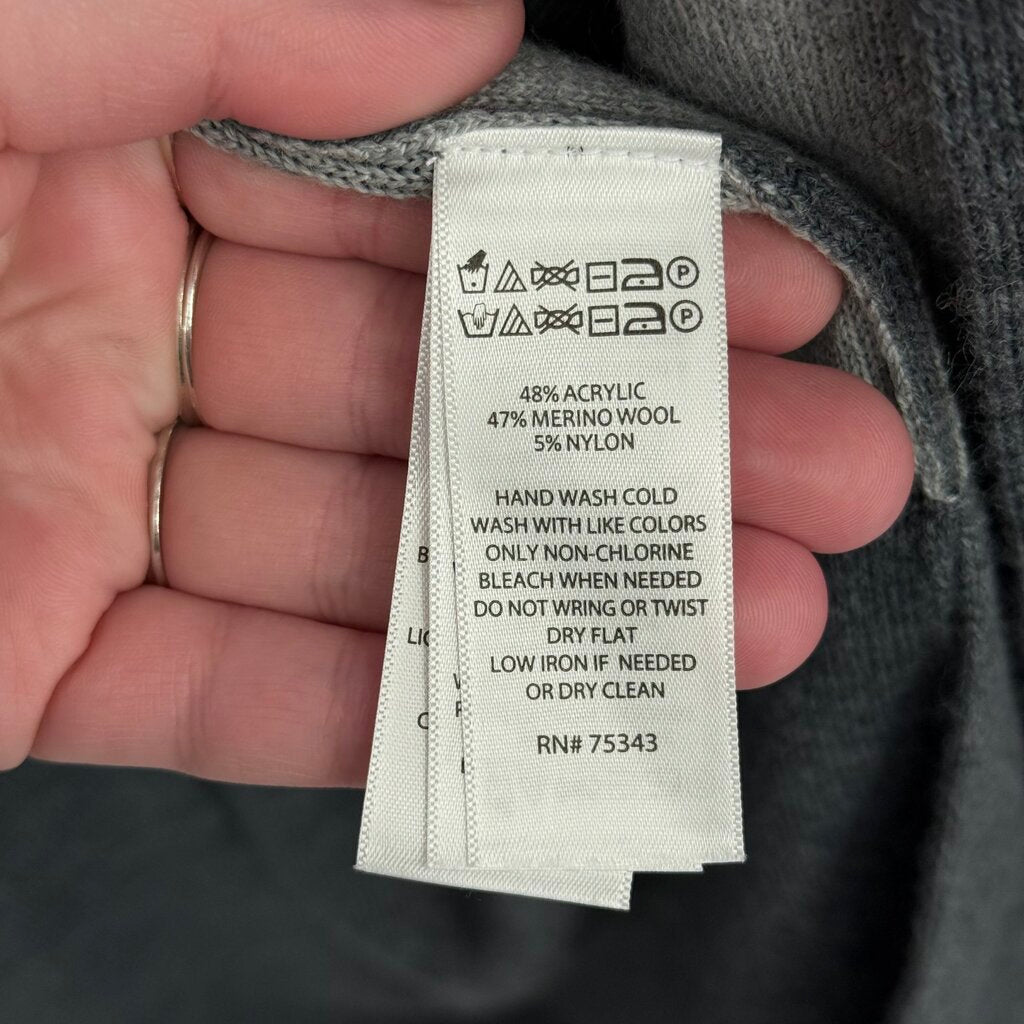 P
P
48% ACRYLIC
47% MERINO WOOL
5% NYLON
HAND WASH COLD
WASH WITH LIKE COLORS
ONLY NON-CHLORINE
BLEACH WHEN NEEDED
DO NOT WRING OR TWIST
DRY FLAT
LOW IRON IF NEEDED
OR DRY CLEAN
RN# 75343